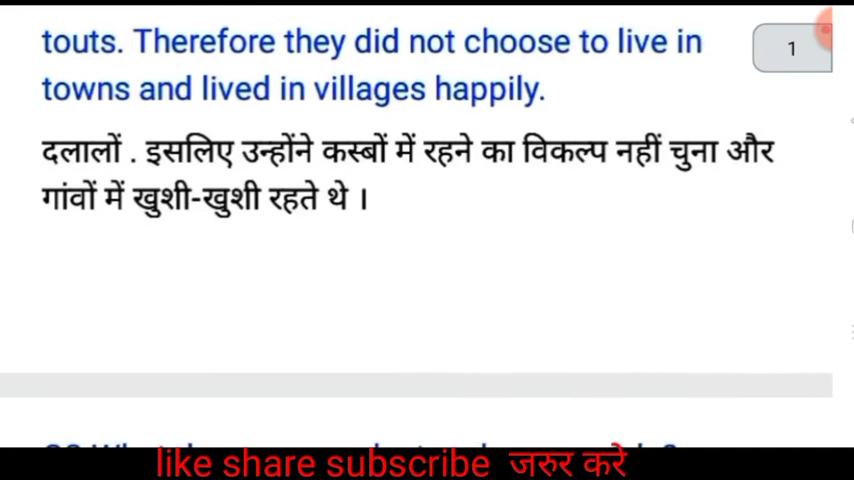 touts. Therefore they did not choose to live in
1
towns and lived in villages happily.
दलालों . इसलिए उन्होंने कस्बों में रहने का विकल्प नहीं चुना और
गांवों में खुशी-खुशी रहते थे ।
like share subscribe जरुर करे